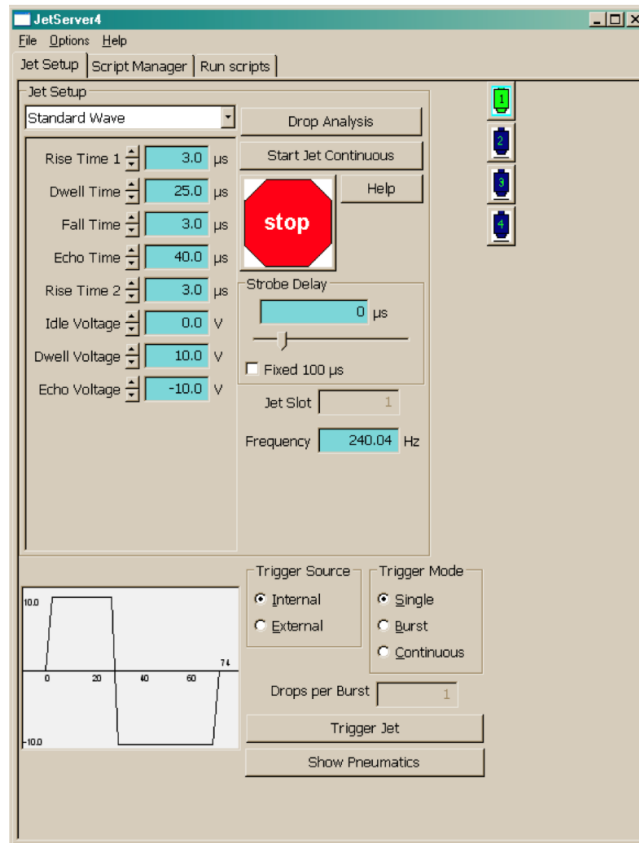 JetServer4
File Options Help
Jet Setup Script Manager Run scripts
Jet Setup
Standard Wave
Rise Time 1 3.0 µs
Dwell Time 25.0 µs
Fall Time 3.0 µs
Echo Time 40.0 µs
Rise Time 2 3.0 µs
Idle Voltage 0.0 V
Dwell Voltage 10.0 V
Echo Voltage -10.0 V
Drop Analysis
Start Jet Continuous
stop
Help
Strobe Delay
0 µs
Fixed 100 µs
Jet Slot 1
Frequency 240.04 Hz
1
2
3
4
10.0
74
0 20 40 60
-10.0
Trigger Source
Internal
External
Trigger Mode
Single
Burst
Continuous
Drops per Burst 1
Trigger Jet
Show Pneumatics